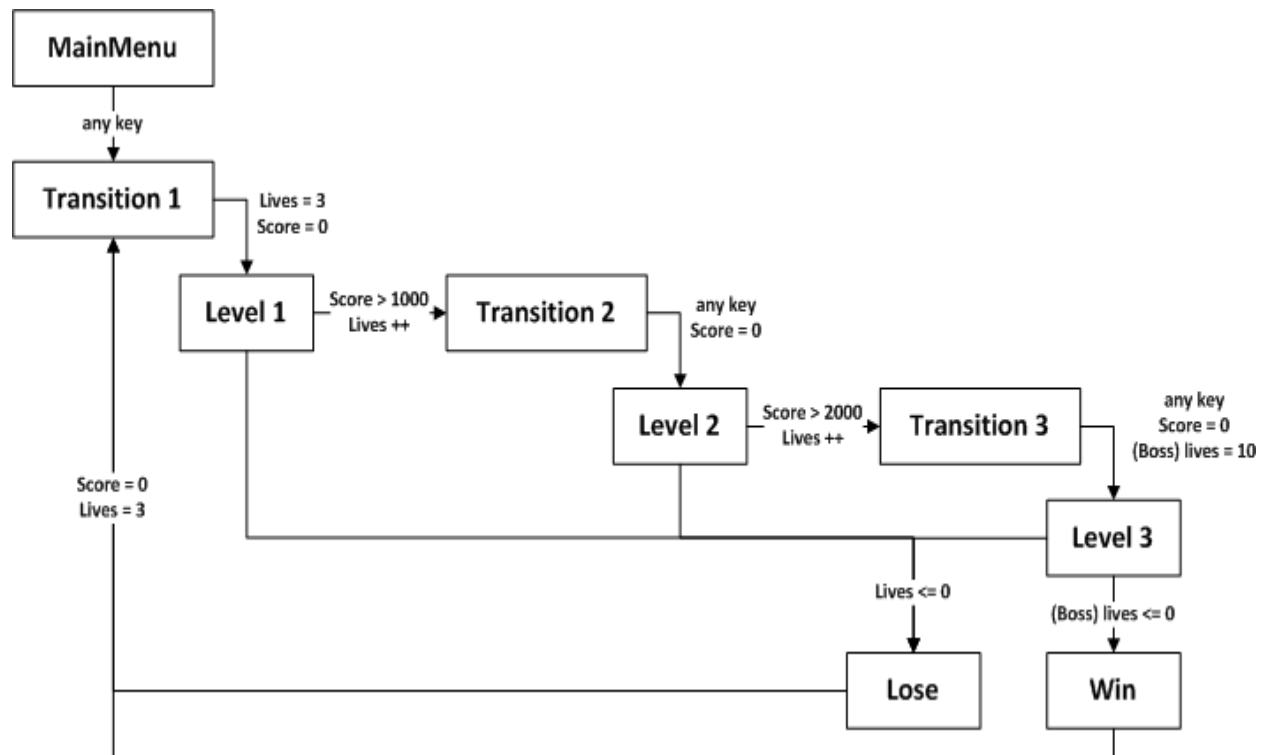 MainMenu
any key
Transition 1
Lives = 3
Score = 0
Level 1
Score > 1000
Lives ++
Transition 2
any key
Score = 0
Level 2
Score > 2000
Lives ++
Transition 3
any key
Score = 0
(Boss) lives = 10
Level 3
Score = 0
Lives = 3
Lives <= 0
(Boss) lives <= 0
Lose
Win